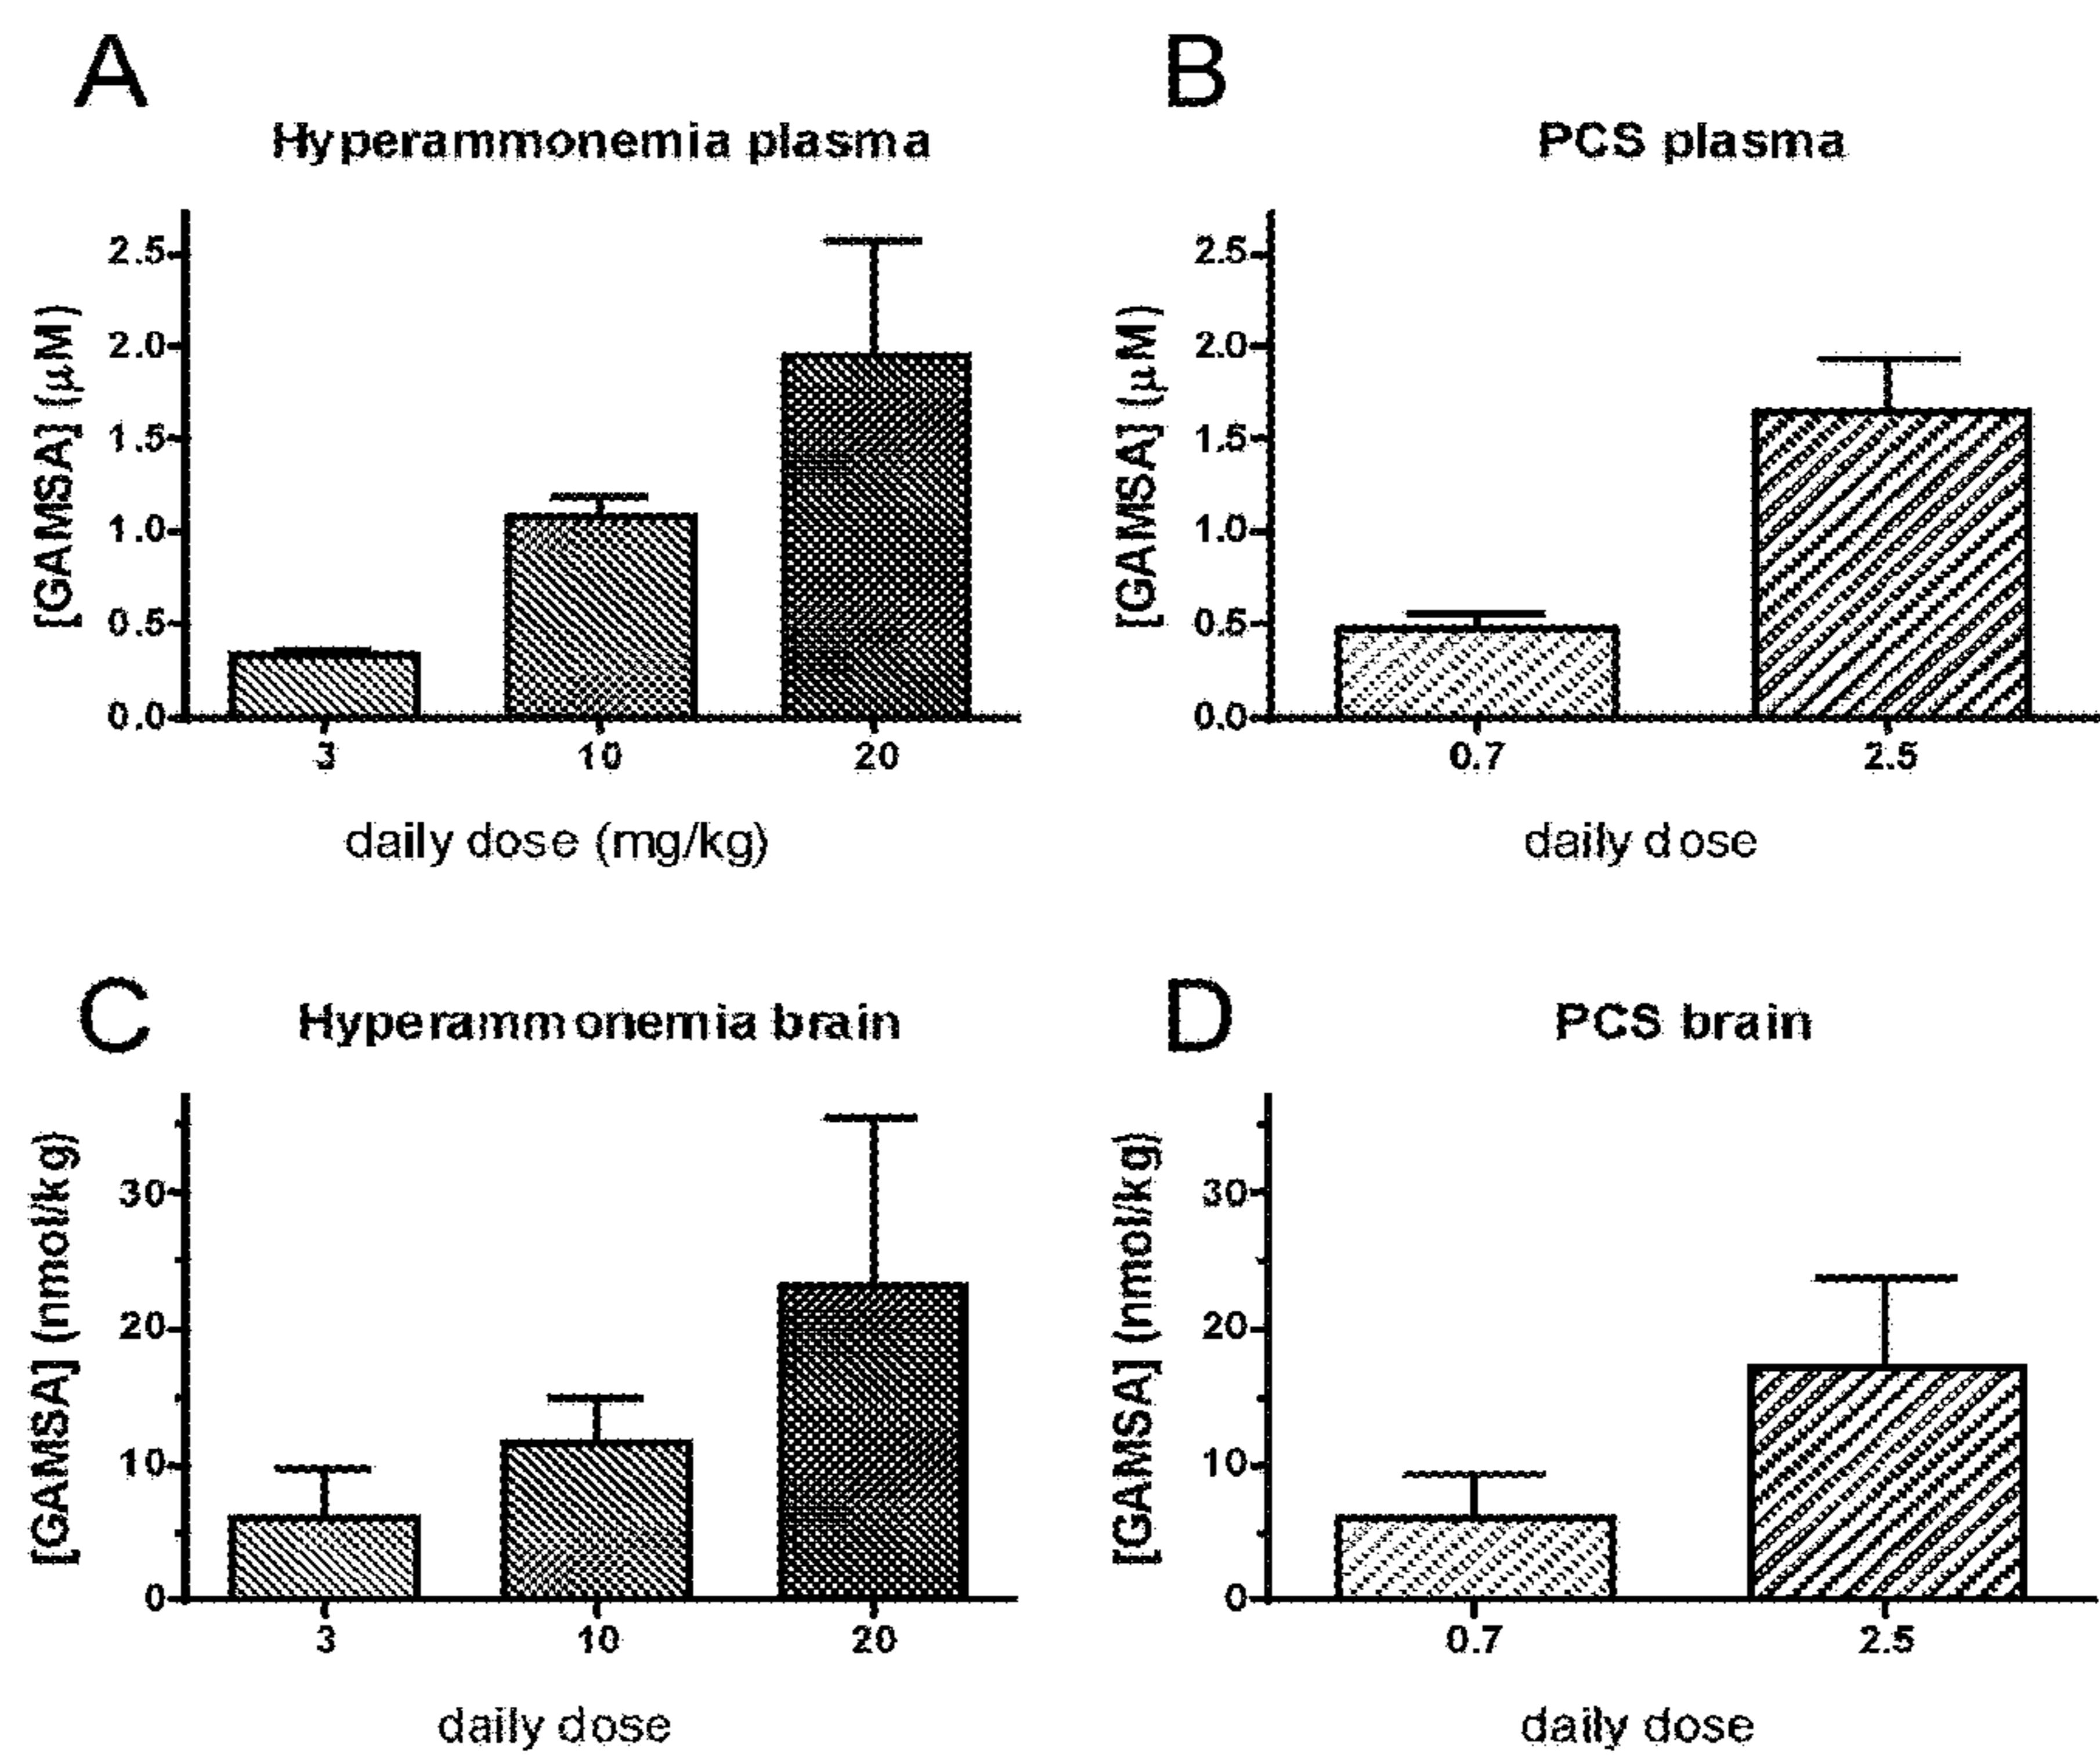 A
Hyperammonemia plasma
[GAMSA] (μM)
2.5
2.0
1.5
1.0
0.5
0.0
3 10 20
daily dose (mg/kg)
B
PCS plasma
[GAMSA] (μM)
2.5
2.0
1.5
1.0
0.5
0.0
0.7 2.5
daily dose
C
Hyperammonemia brain
[GAMSA] (nmol/kg)
30
20
10
0
3 10 20
daily dose
D
PCS brain
[GAMSA] (nmol/kg)
30
20
10
0
0.7 2.5
daily dose